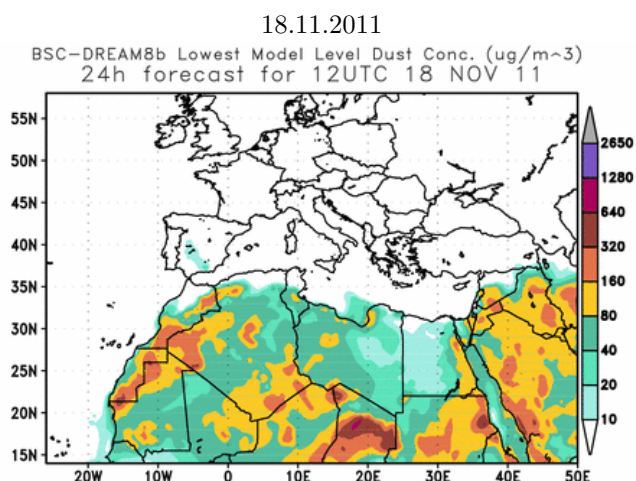 18.11.2011
BSC-DREAM8b Lowest Model Level Dust Conc. (ug/m^3)
24h forecast for 12UTC 18 NOV 11
55N
50N
45N
40N
35N
30N
25N
20N
15N
20W
10W
0
10E
20E
30E
40E
50E
2650
1280
640
320
160
80
40
20
10